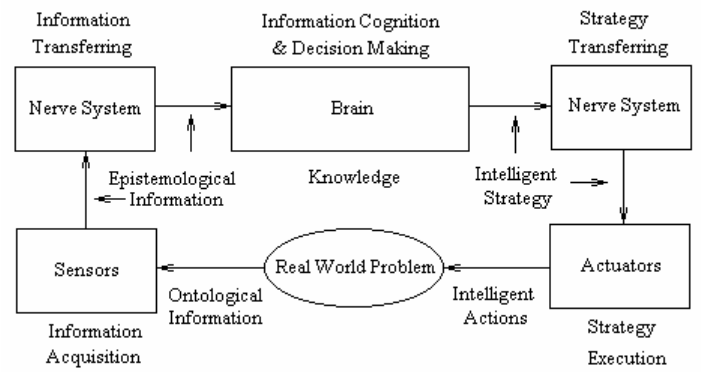 Information
Transferring
Information Cognition
& Decision Making
Strategy
Transferring
Nerve System
Brain
Nerve System
Epistemological
Information
Knowledge
Intelligent
Strategy
Sensors
Real World Problem
Actuators
Ontological
Information
Intelligent
Actions
Information
Acquisition
Strategy
Execution